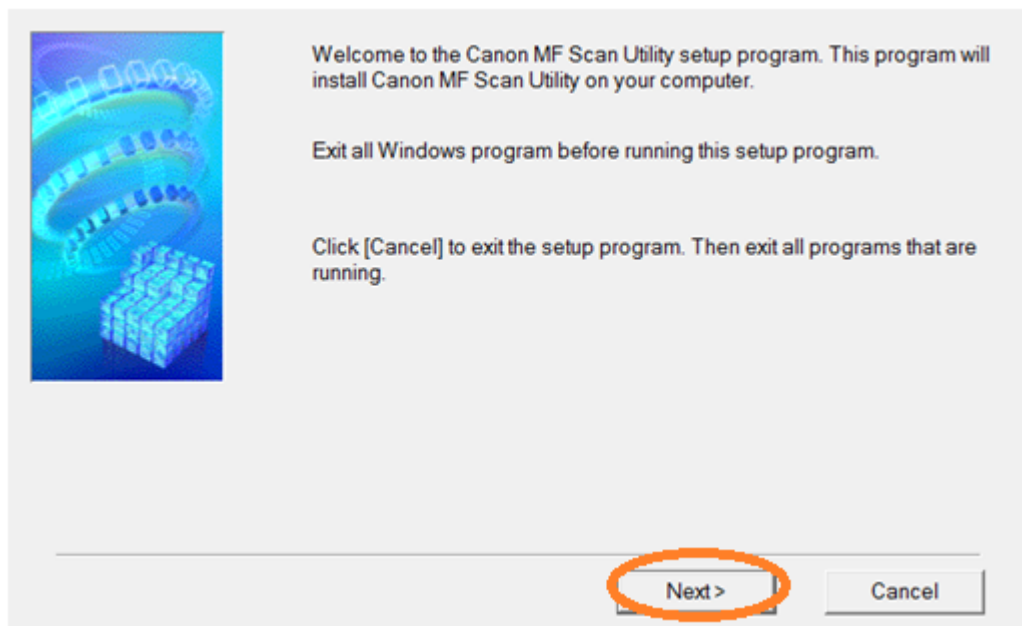 Welcome to the Canon MF Scan Utility setup program. This program will
install Canon MF Scan Utility on your computer.
Exit all Windows program before running this setup program.
Click [Cancel] to exit the setup program. Then exit all programs that are
running.
Next >
Cancel